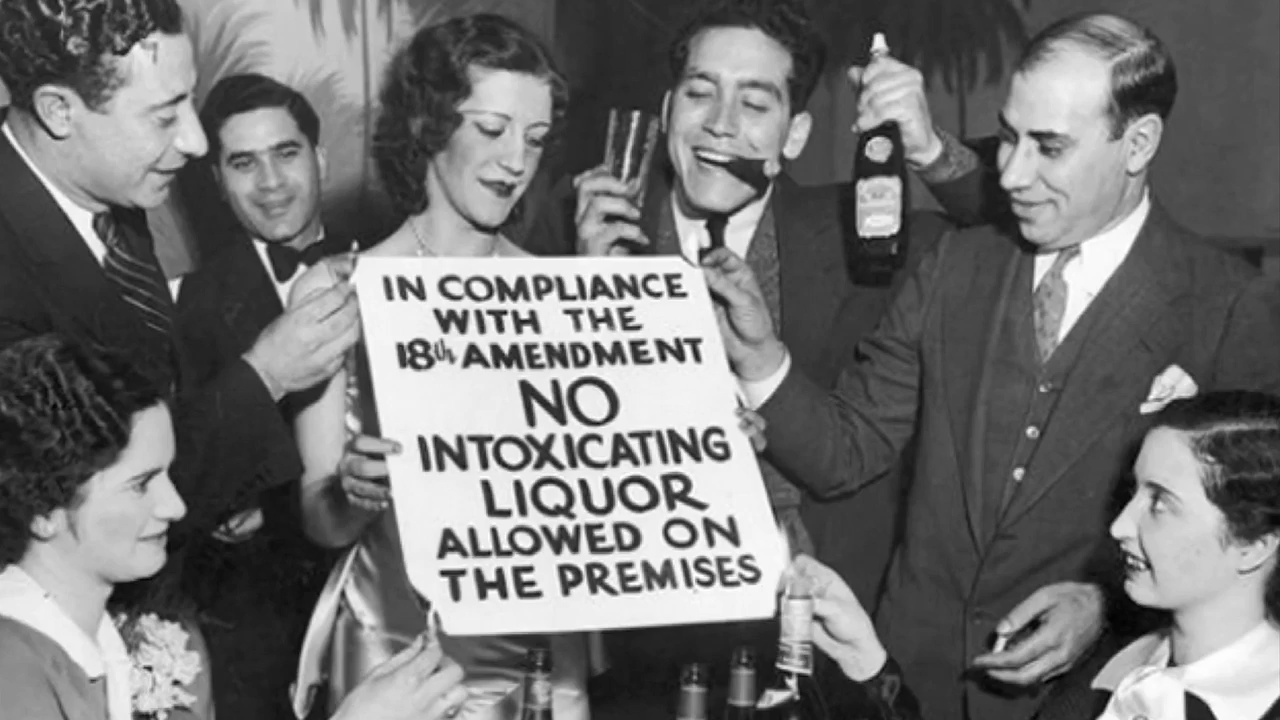 IN COMPLIANCE
WITH THE
18th AMENDMENT
NO
INTOXICATING
LIQUOR
ALLOWED ON
THE PREMISES